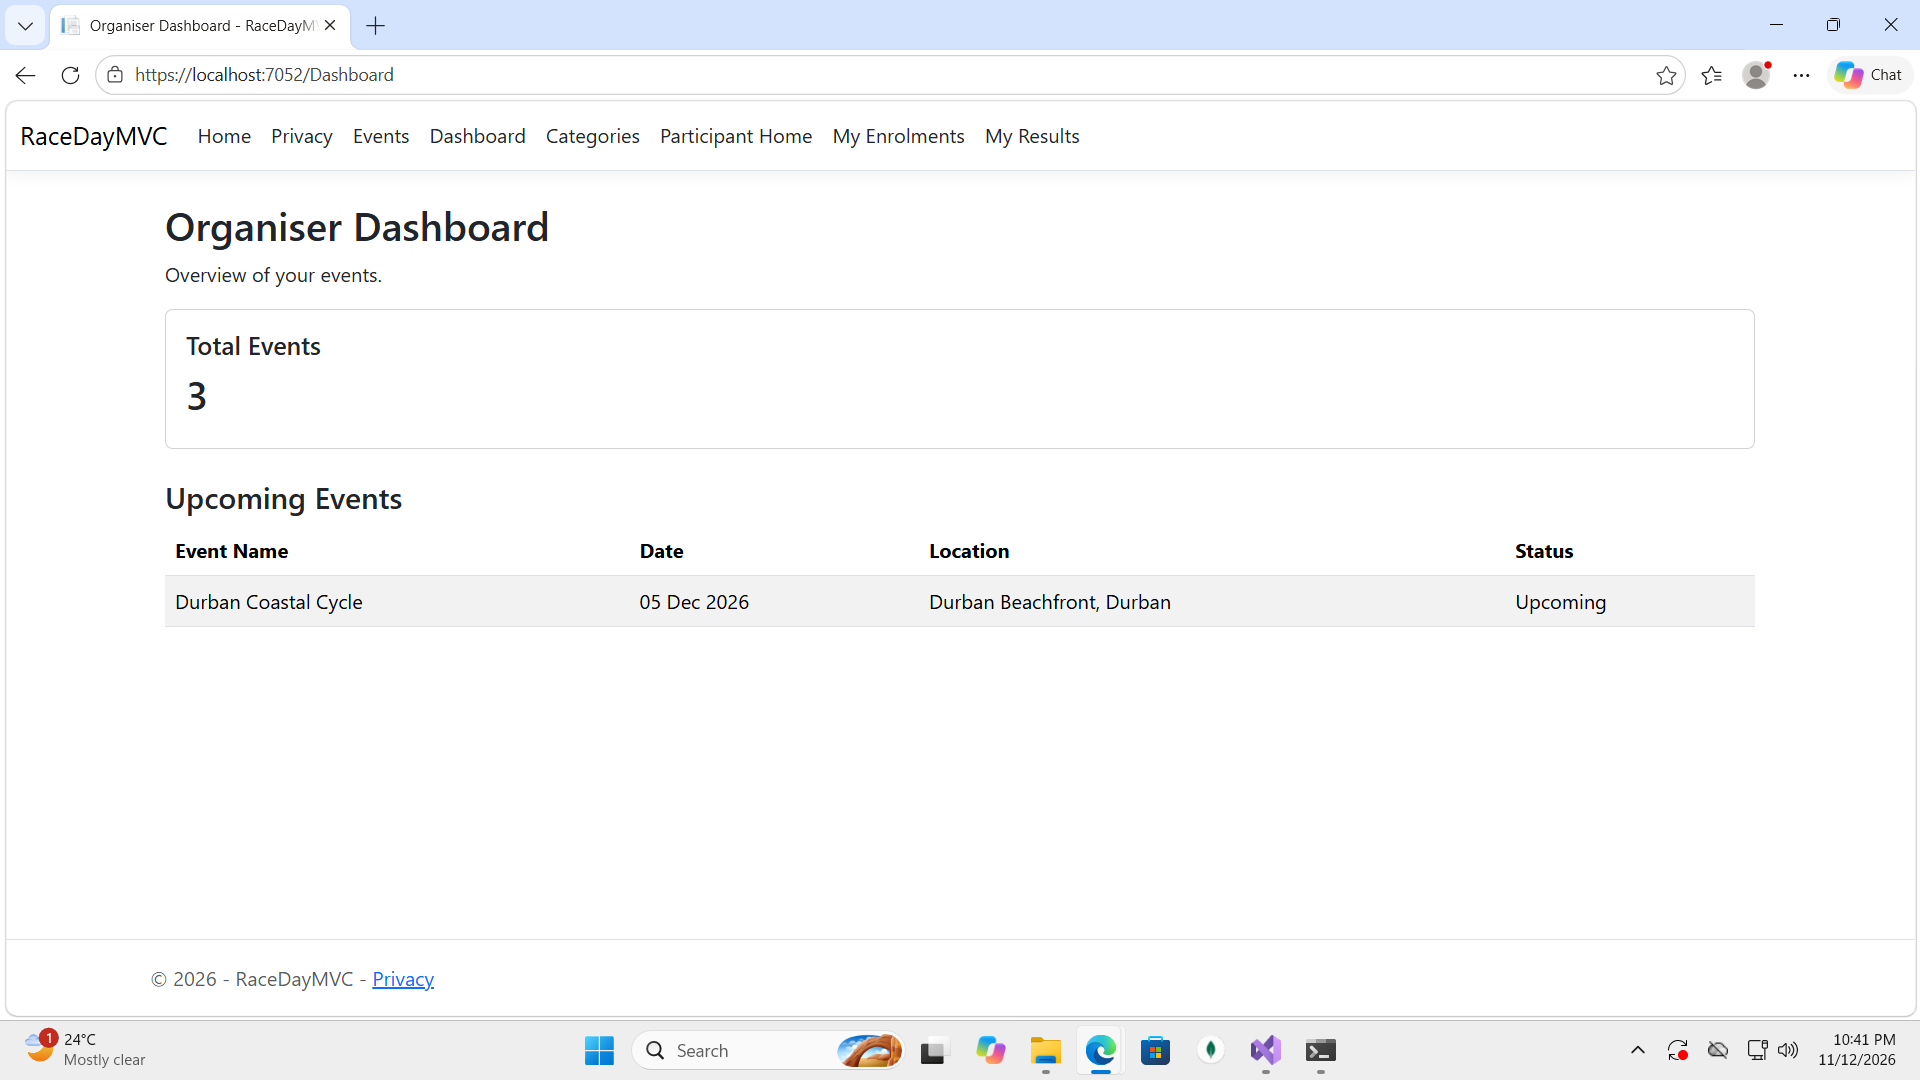 Organiser Dashboard - RaceDayM
https://localhost:7052/Dashboard
Chat
RaceDayMVC Home Privacy Events Dashboard Categories Participant Home My Enrolments My Results
Organiser Dashboard
Overview of your events.
Total Events
3
Upcoming Events
Event Name Date Location Status
Durban Coastal Cycle 05 Dec 2026 Durban Beachfront, Durban Upcoming
© 2026 - RaceDayMVC - Privacy
1
24°C
Mostly clear
Search
10:41 PM
11/12/2026